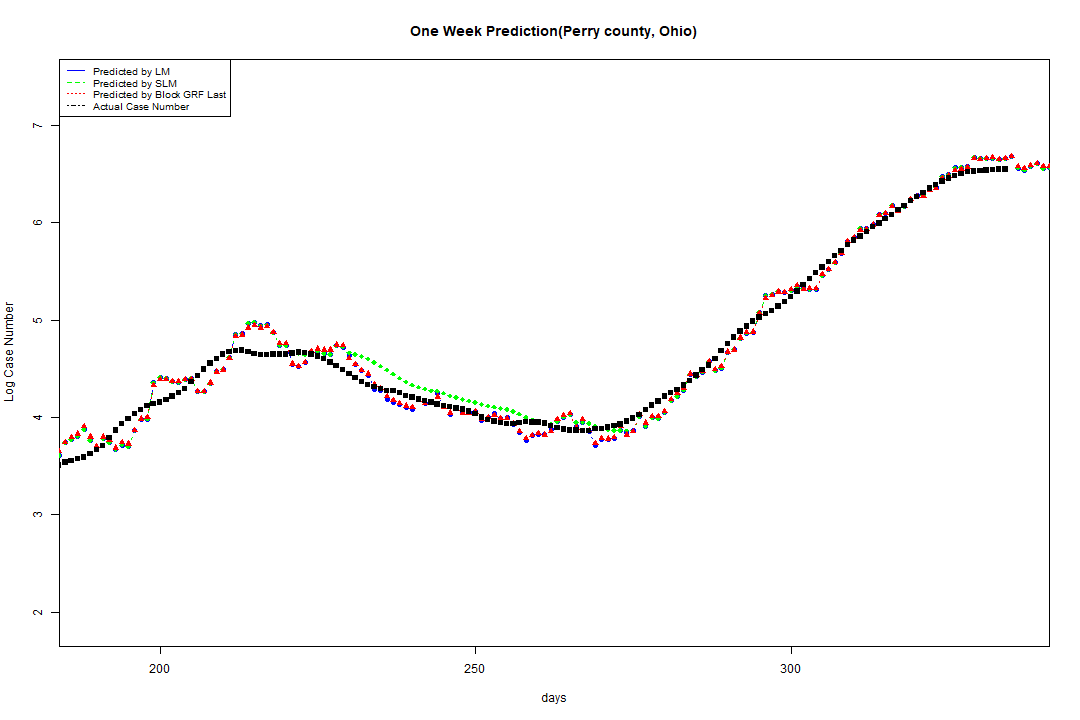 One Week Prediction(Perry county, Ohio)
Predicted by LM
Predicted by SLM
Predicted by Block GRF Last
Actual Case Number
7
6
5
4
3
2
Log Case Number
200
250
300
days